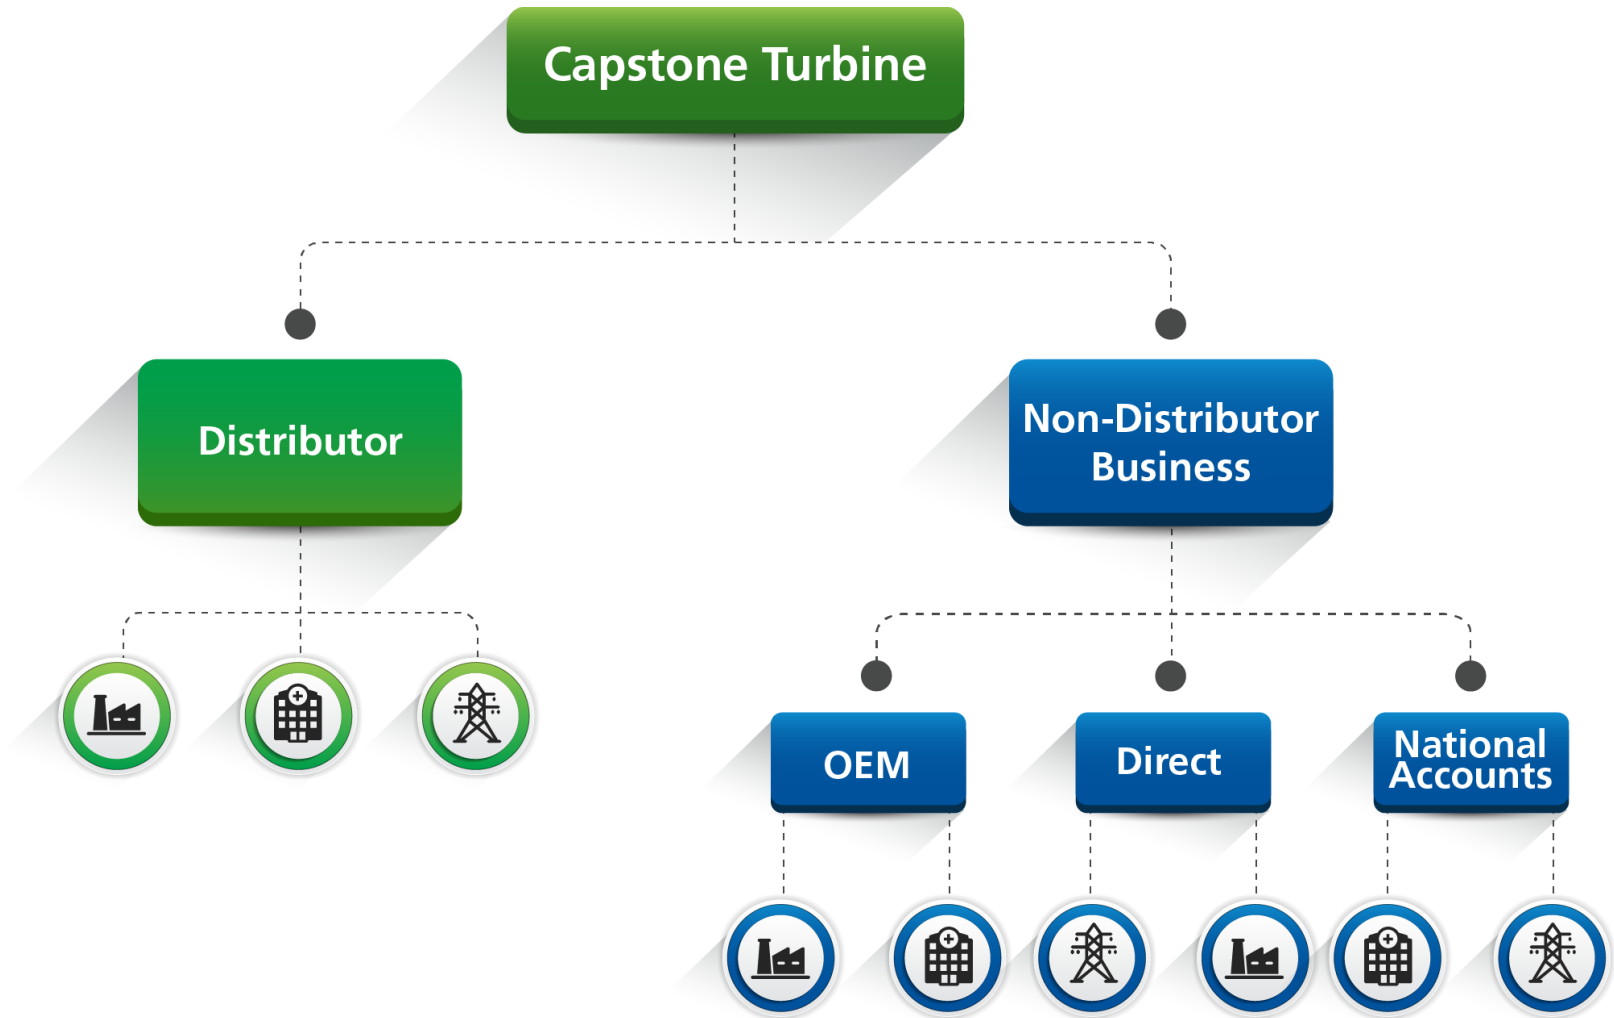 Capstone Turbine
Distributor
Non-Distributor
Business
OEM
Direct
National
Accounts